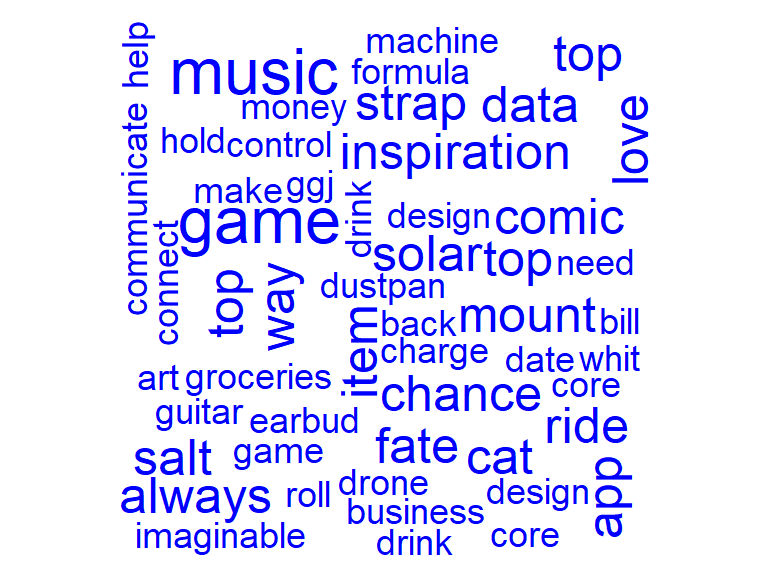 help
machine
top
music
formula
money
strap
data
love
communicate
hold
control
inspiration
make
ggj
drink
game
design
comic
connect
solar
top
need
top
way
dustpan
item
back
mount
bill
charge
date
whit
art
groceries
chance
core
guitar
earbud
ride
salt
game
fate
cat
app
always
roll
drone
design
business
imaginable
drink
core